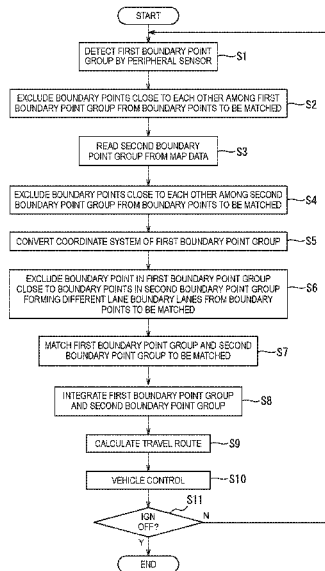 START
DETECT FIRST BOUNDARY POINT
GROUP BY PERIPHERAL SENSOR
S1
EXCLUDE BOUNDARY POINTS CLOSE TO EACH OTHER AMONG FIRST
BOUNDARY POINT GROUP FROM BOUNDARY POINTS TO BE MATCHED
S2
READ SECOND BOUNDARY
POINT GROUP FROM MAP DATA
S3
EXCLUDE BOUNDARY POINTS CLOSE TO EACH OTHER AMONG SECOND
BOUNDARY POINT GROUP FROM BOUNDARY POINTS TO BE MATCHED
S4
CONVERT COORDINATE SYSTEM OF FIRST BOUNDARY POINT GROUP
S5
EXCLUDE BOUNDARY POINT IN FIRST BOUNDARY POINT GROUP
CLOSE TO BOUNDARY POINTS IN SECOND BOUNDARY POINT GROUP
FORMING DIFFERENT LANE BOUNDARY LANES FROM BOUNDARY
POINTS TO BE MATCHED
S6
MATCH FIRST BOUNDARY POINT GROUP AND SECOND
BOUNDARY POINT GROUP TO BE MATCHED
S7
INTEGRATE FIRST BOUNDARY POINT GROUP
AND SECOND BOUNDARY POINT GROUP
S8
CALCULATE TRAVEL ROUTE
S9
VEHICLE CONTROL
S10
IGN
OFF?
S11
N
Y
END